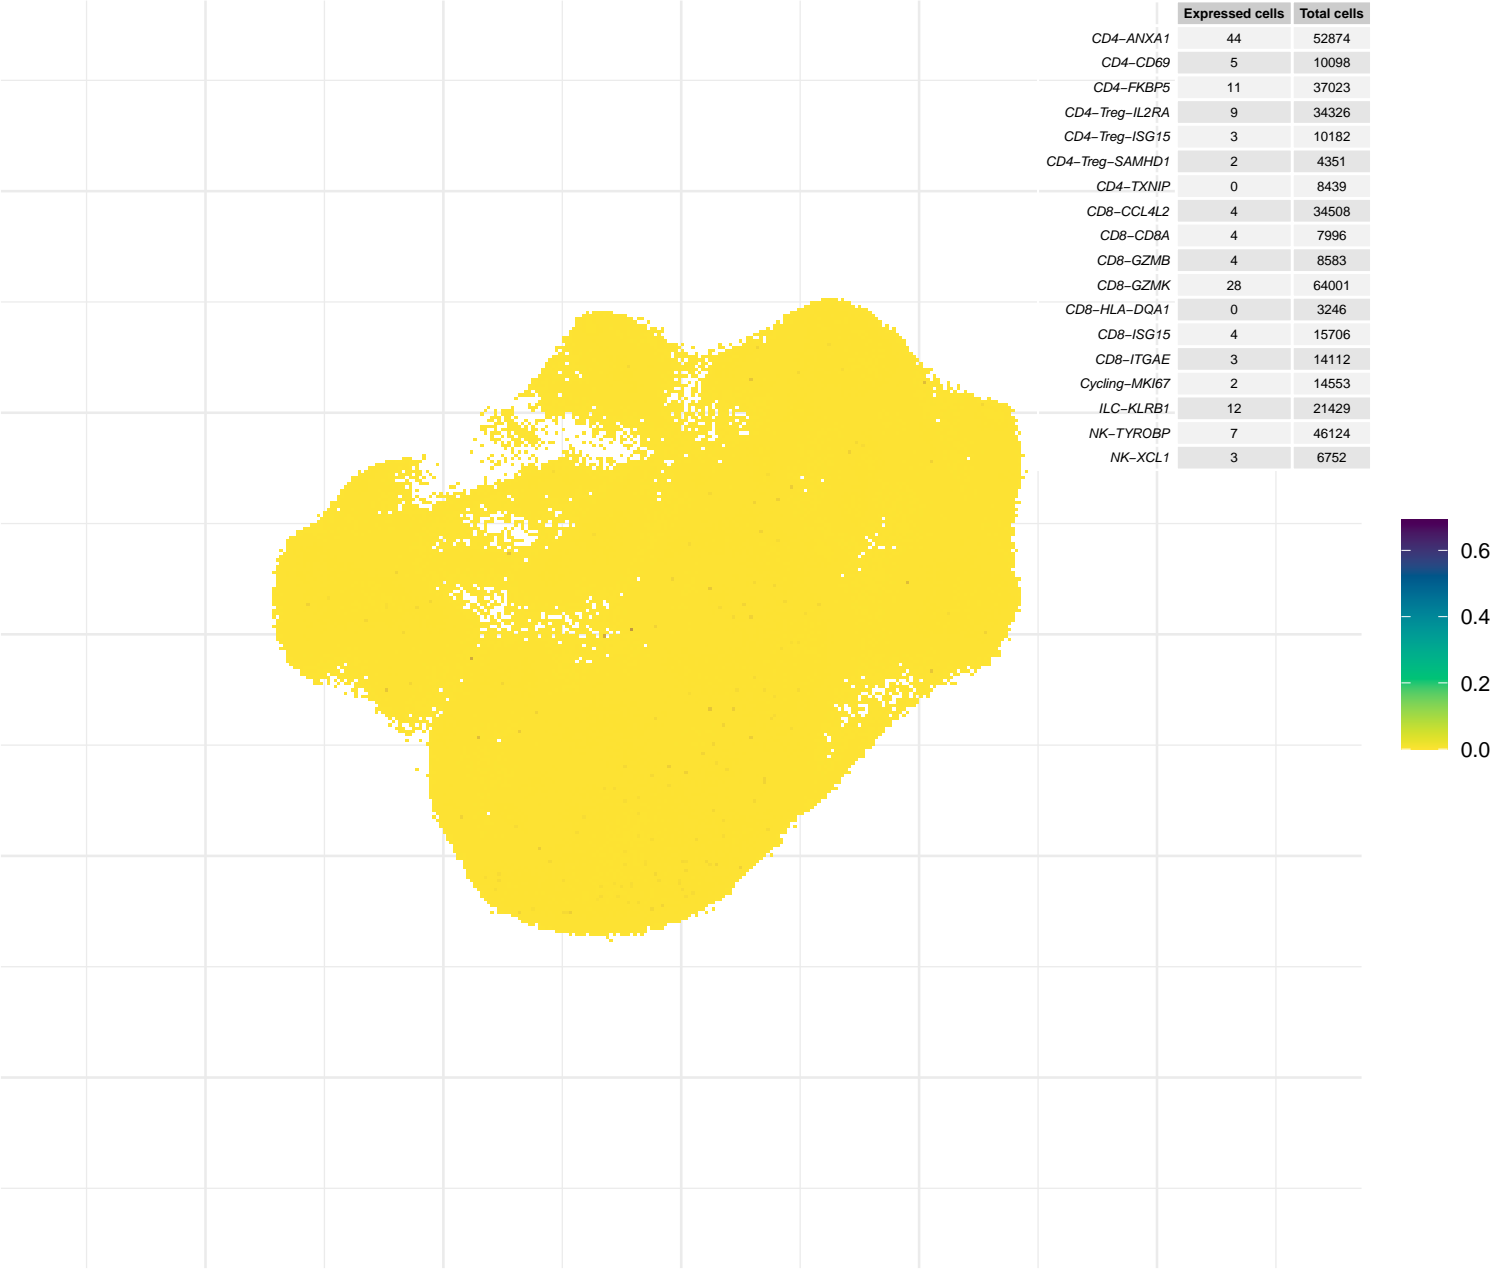 Expressed cells Total cells
CD4−ANXA1 44 52874
CD4−CD69 5 10098
CD4−FKBP5 11 37023
CD4−Treg−IL2RA 9 34326
CD4−Treg−ISG15 3 10182
CD4−Treg−SAMHD1 2 4351
CD4−TXNIP 0 8439
CD8−CCL4L2 4 34508
CD8−CD8A 4 7996
CD8−GZMB 4 8583
CD8−GZMK 28 64001
CD8−HLA−DQA1 0 3246
CD8−ISG15 4 15706
CD8−ITGAE 3 14112
Cycling−MKI67 2 14553
ILC−KLRB1 12 21429
NK−TYROBP 7 46124
NK−XCL1 3 6752
0.6
0.4
0.2
0.0